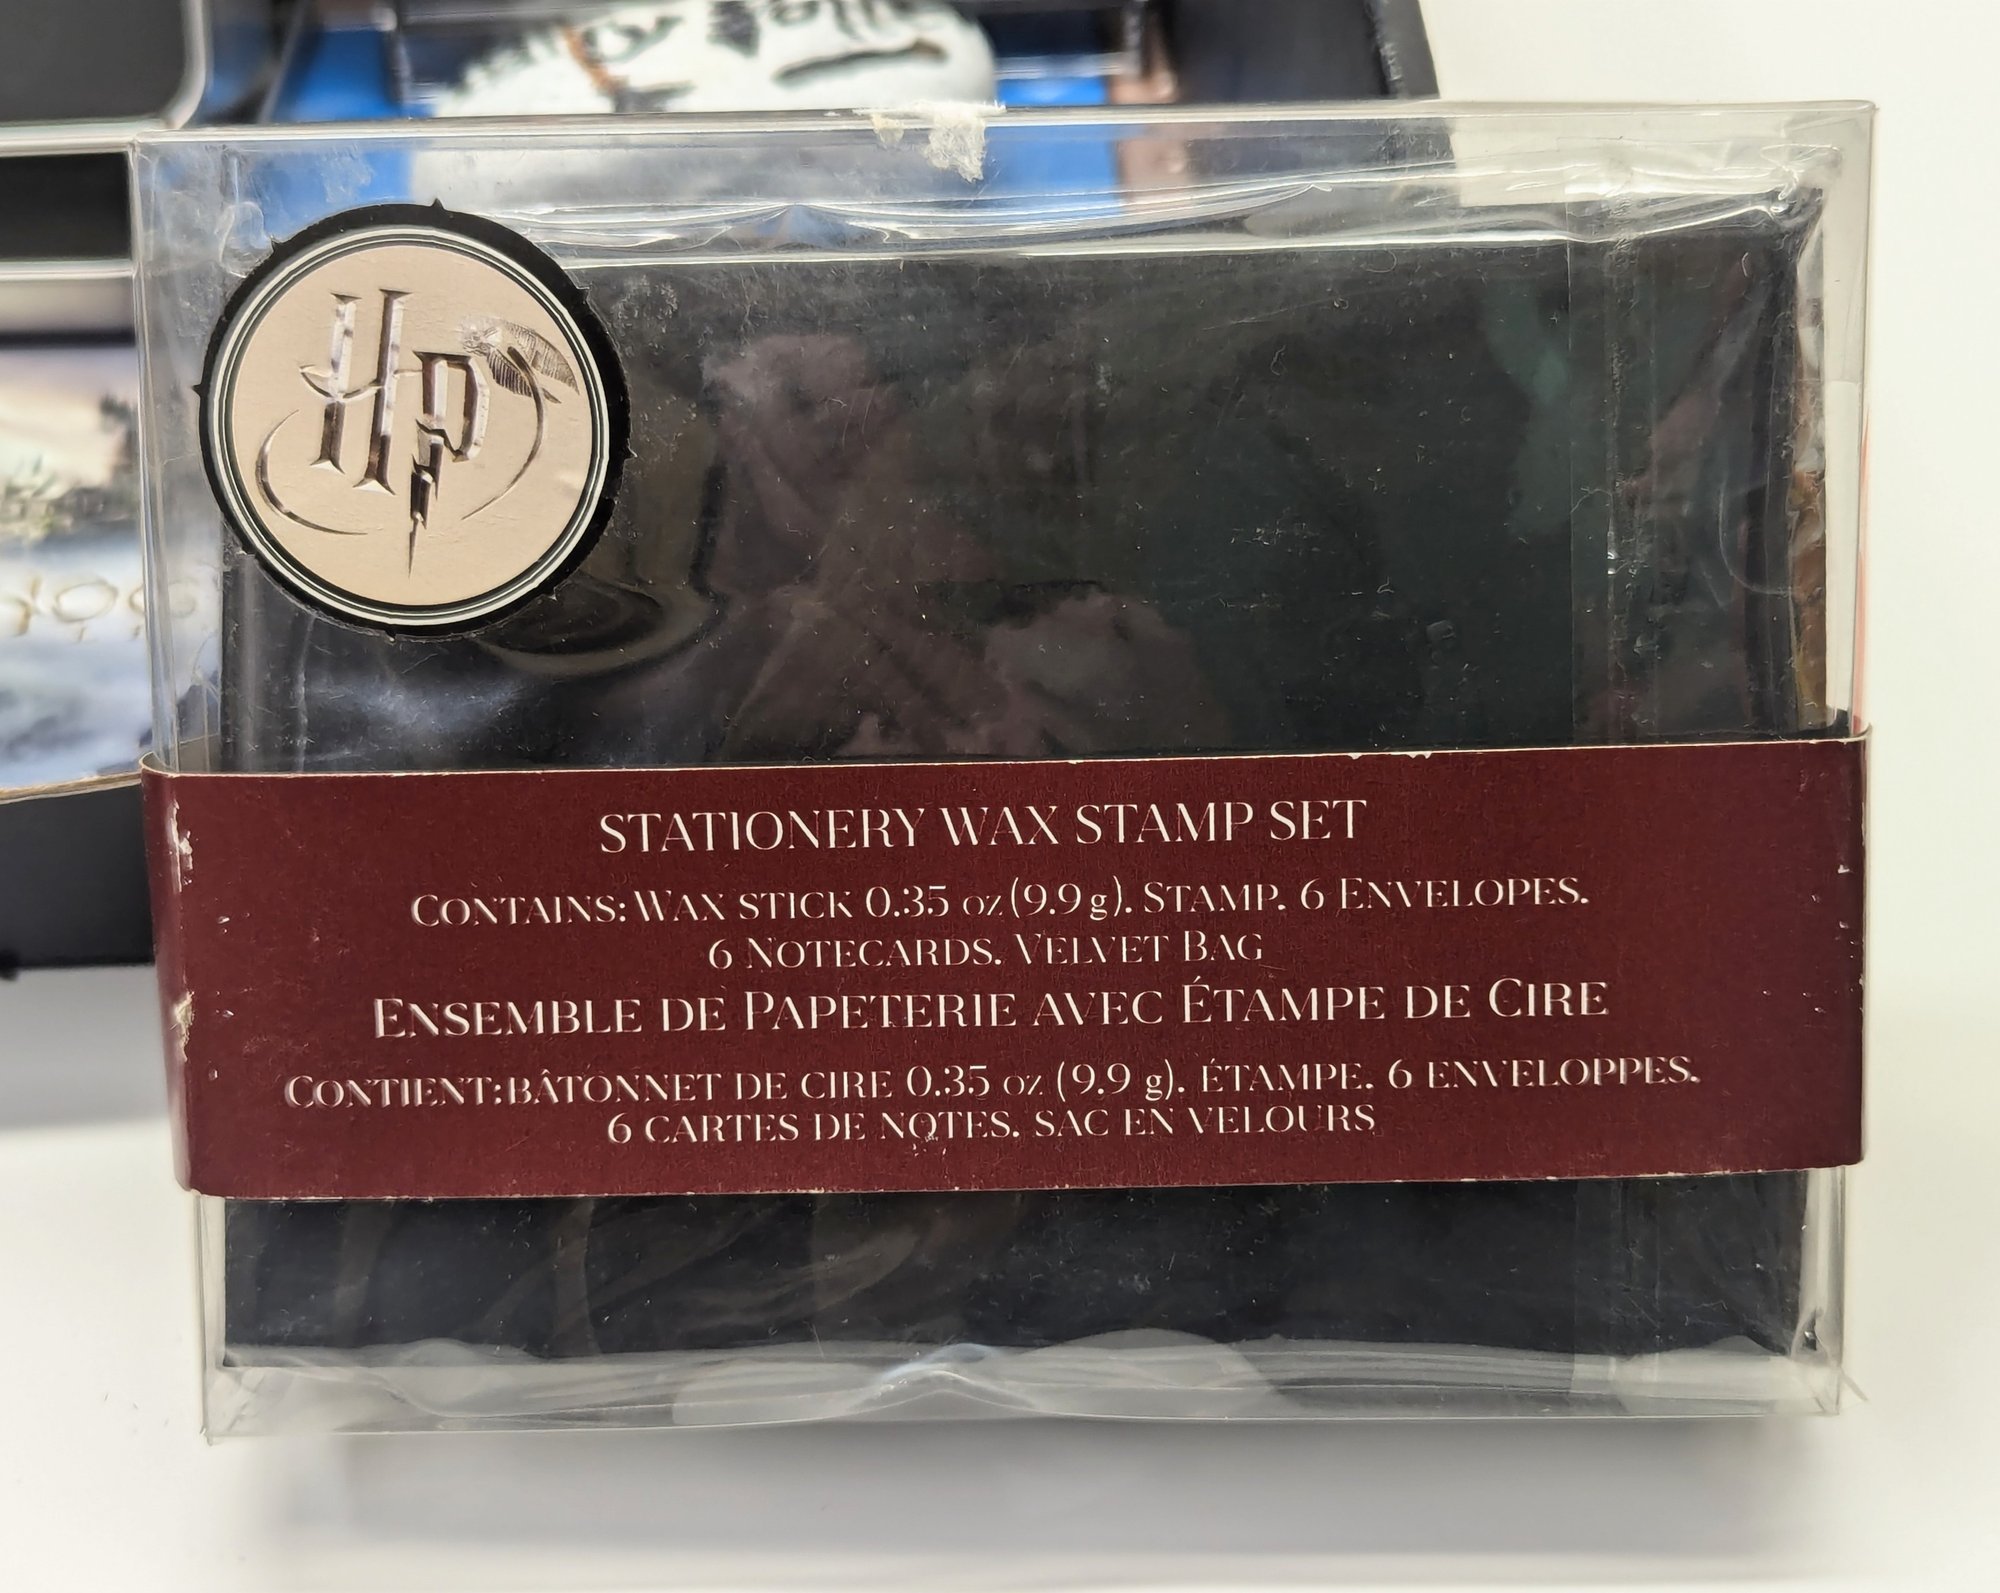 HP
STATIONERY WAX STAMP SET
CONTAINS: WAX STICK 0.35 oz (9.9 g). STAMP. 6 ENVELOPES.
6 NOTECARDS. VELVET BAG
ENSEMBLE DE PAPETERIE AVEC ÉTAMPE DE CIRE
CONTIENT: BÂTONNET DE CIRE 0.35 oz (9.9 g). ÉTAMPE. 6 ENVELOPPES.
6 CARTES DE NOTES. SAC EN VELOURS